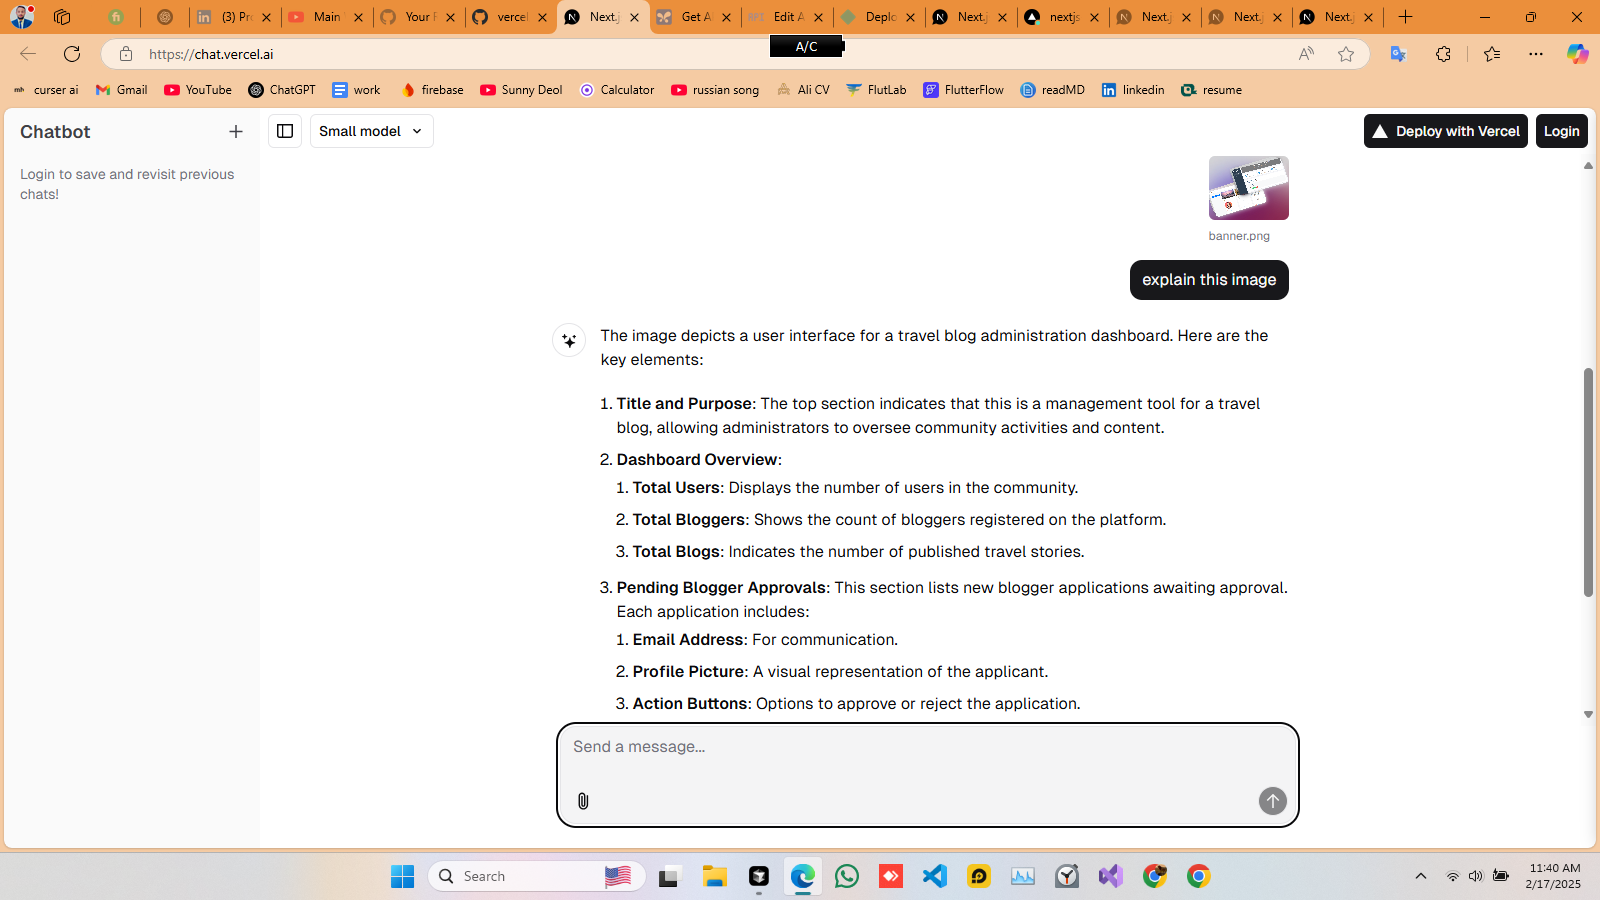 (3) Pr
Main
Your F
verce
Next.j
Get A
API Edit A
Deplo
Next.j
nextjs
Next.j
Next.j
Next.j
A/C
https://chat.vercel.ai
curser ai
Gmail
YouTube
ChatGPT
work
firebase
Sunny Deol
Calculator
russian song
Ali CV
FlutLab
FlutterFlow
readMD
linkedin
resume
Chatbot
Small model
Deploy with Vercel
Login
Login to save and revisit previous
chats!
banner.png
explain this image
The image depicts a user interface for a travel blog administration dashboard. Here are the
key elements:
1. Title and Purpose: The top section indicates that this is a management tool for a travel
blog, allowing administrators to oversee community activities and content.
2. Dashboard Overview:
1. Total Users: Displays the number of users in the community.
2. Total Bloggers: Shows the count of bloggers registered on the platform.
3. Total Blogs: Indicates the number of published travel stories.
3. Pending Blogger Approvals: This section lists new blogger applications awaiting approval.
Each application includes:
1. Email Address: For communication.
2. Profile Picture: A visual representation of the applicant.
3. Action Buttons: Options to approve or reject the application.
Send a message...
Search
11:40 AM
2/17/2025